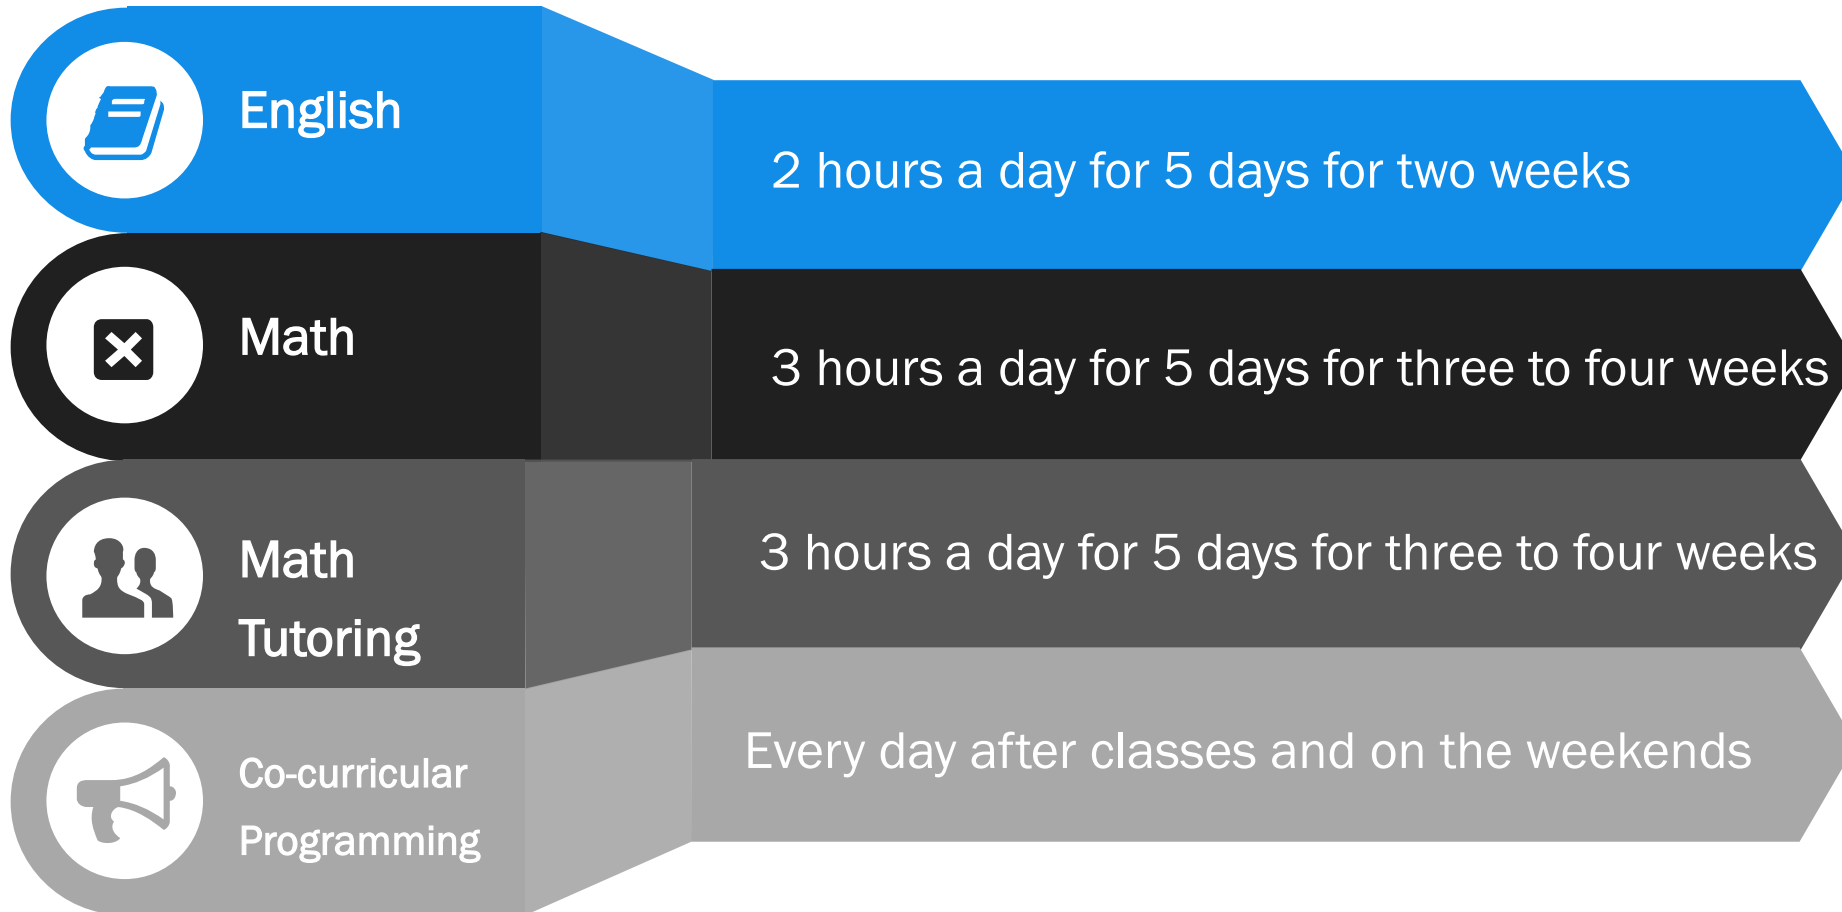 English
2 hours a day for 5 days for two weeks
Math
3 hours a day for 5 days for three to four weeks
Math
Tutoring
3 hours a day for 5 days for three to four weeks
Co-curricular
Programming
Every day after classes and on the weekends